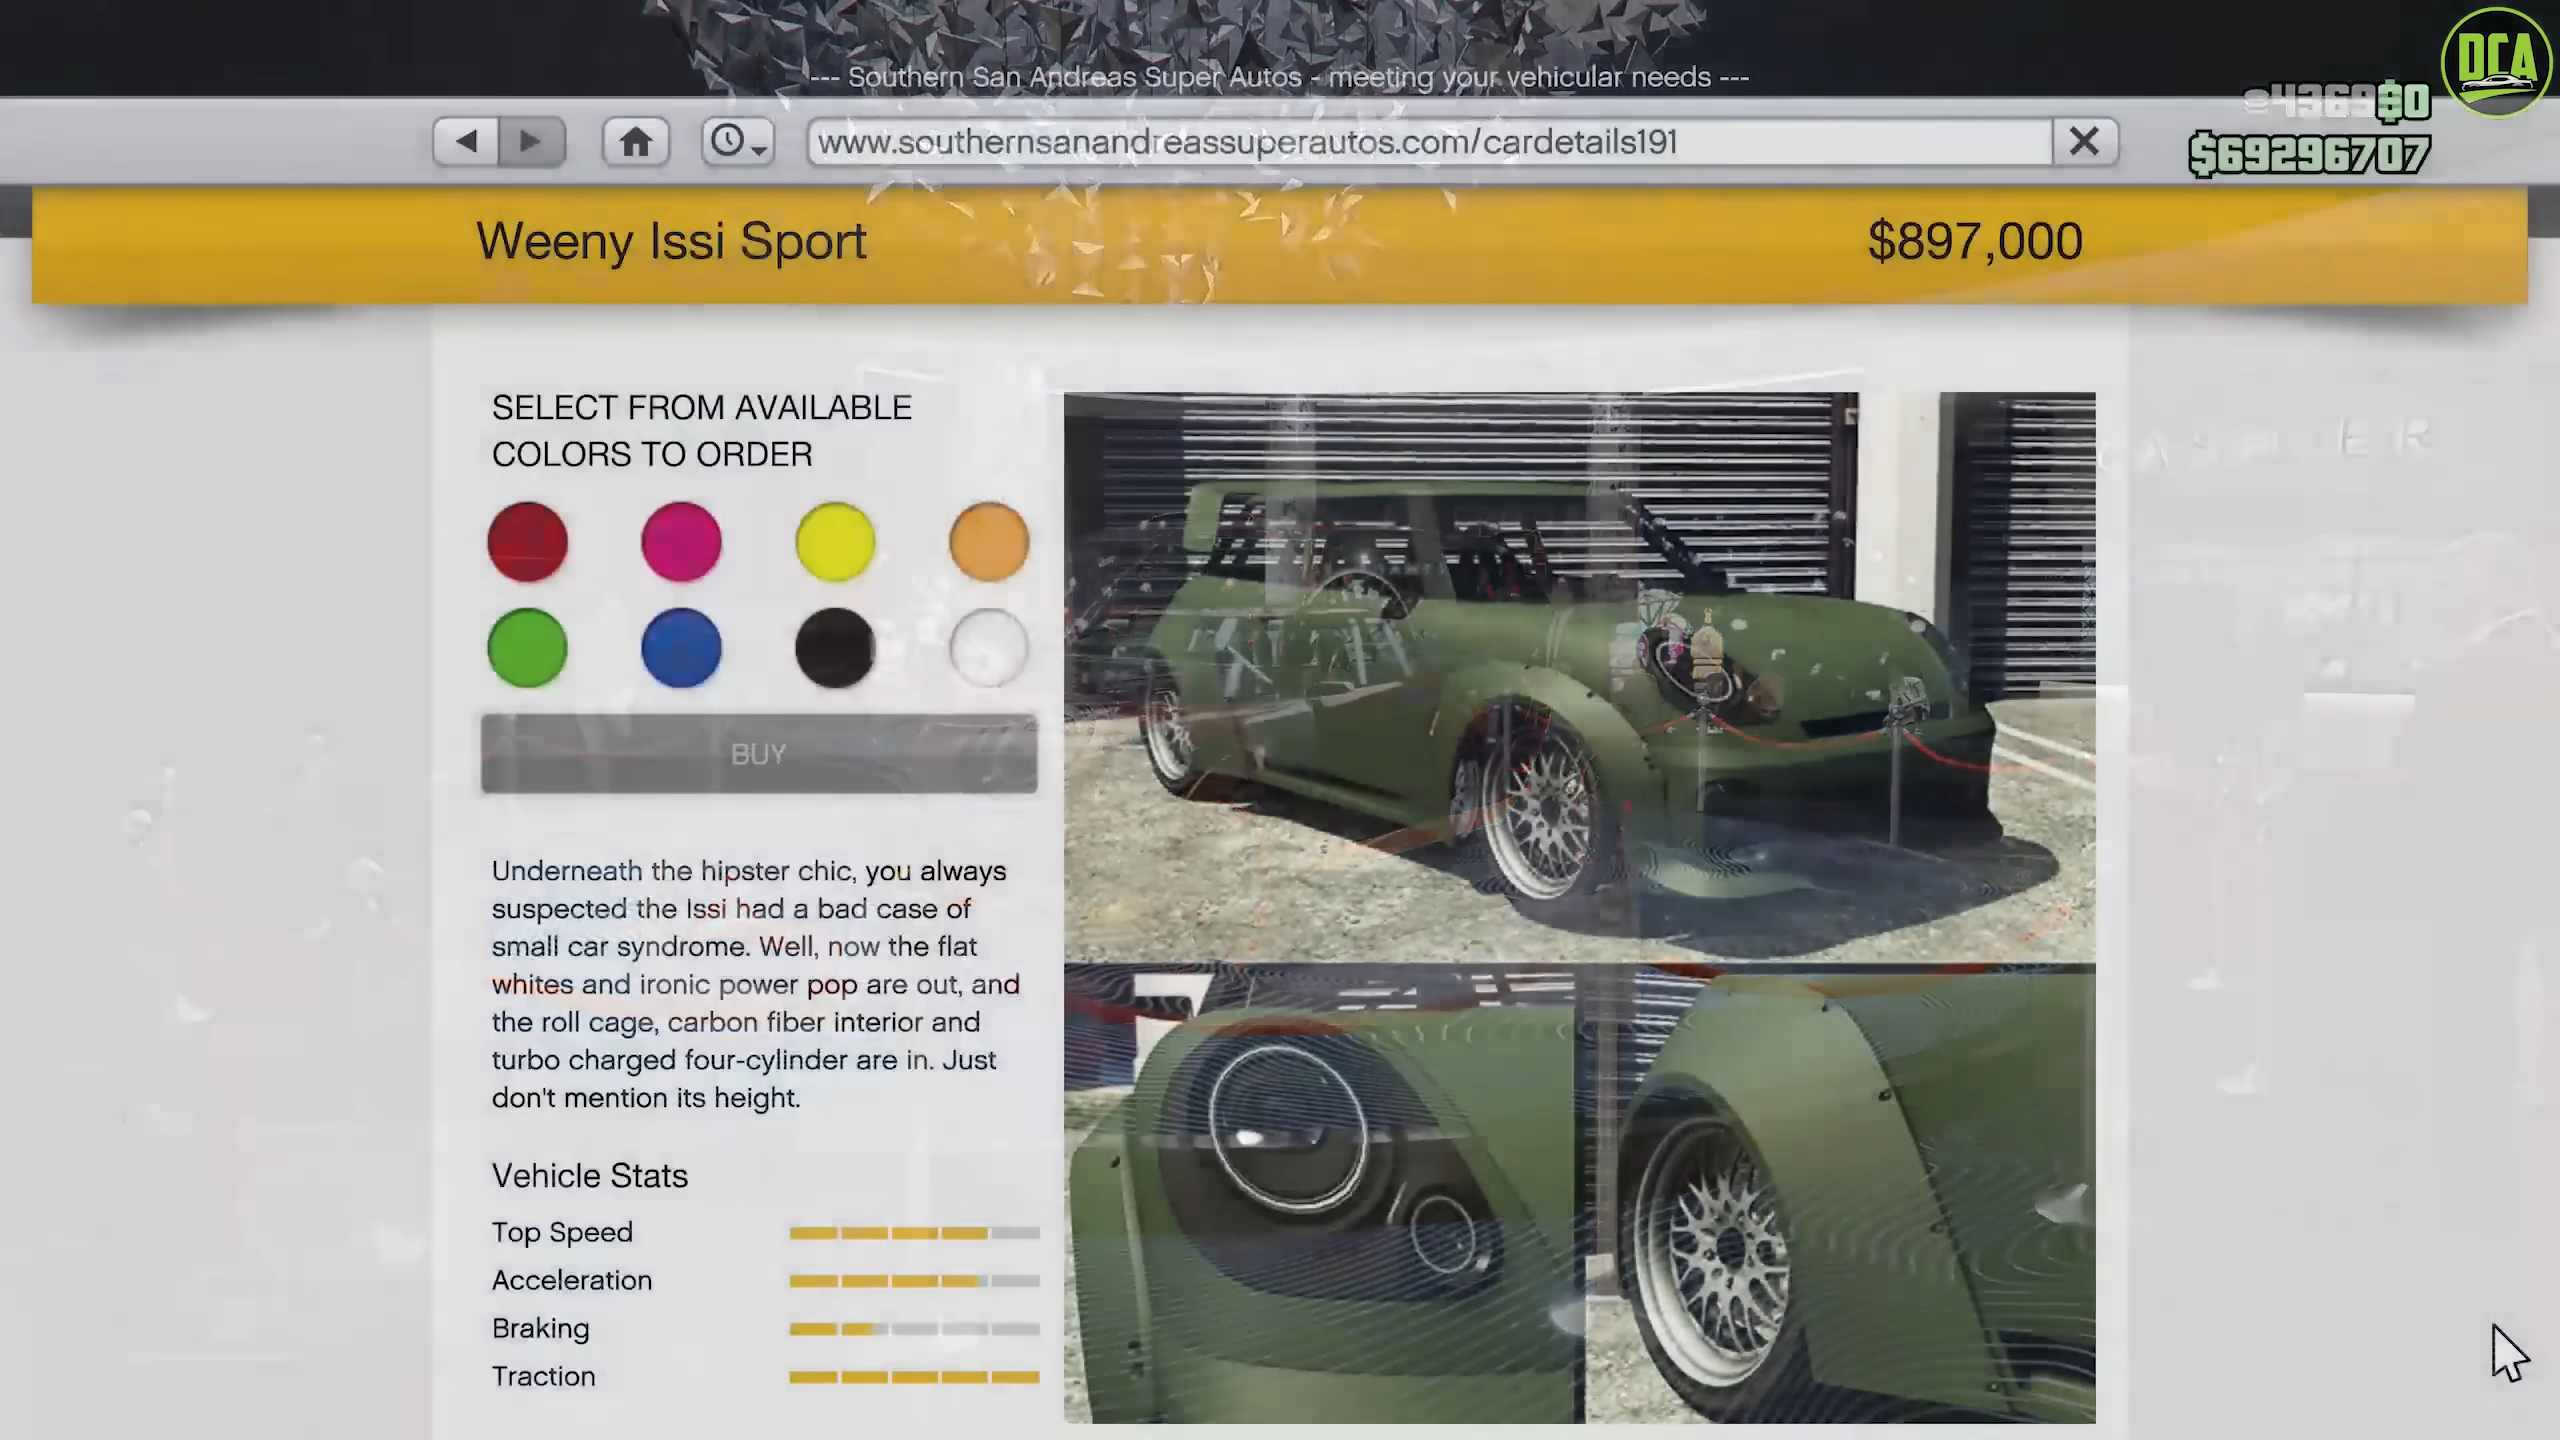 --- Southern San Andreas Super Autos - meeting your vehicular needs ---
DCA
4369$0
$69296707
www.southernsanandreassuperautos.com/cardetails191
Weeny Issi Sport
$897,000
SELECT FROM AVAILABLE
COLORS TO ORDER
BUY
Underneath the hipster chic, you always
suspected the Issi had a bad case of
small car syndrome. Well, now the flat
whites and ironic power pop are out, and
the roll cage, carbon fiber interior and
turbo charged four-cylinder are in. Just
don't mention its height.
Vehicle Stats
Top Speed
Acceleration
Braking
Traction